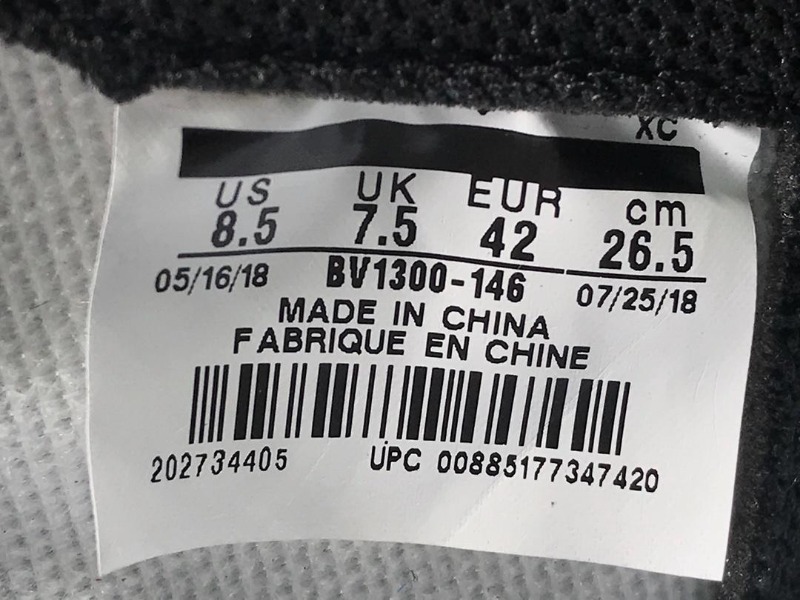 XC
US UK EUR cm
8.5 7.5 42 26.5
05/16/18 BV1300-146 07/25/18
MADE IN CHINA
FABRIQUE EN CHINE
202734405 UPC 00885177347420